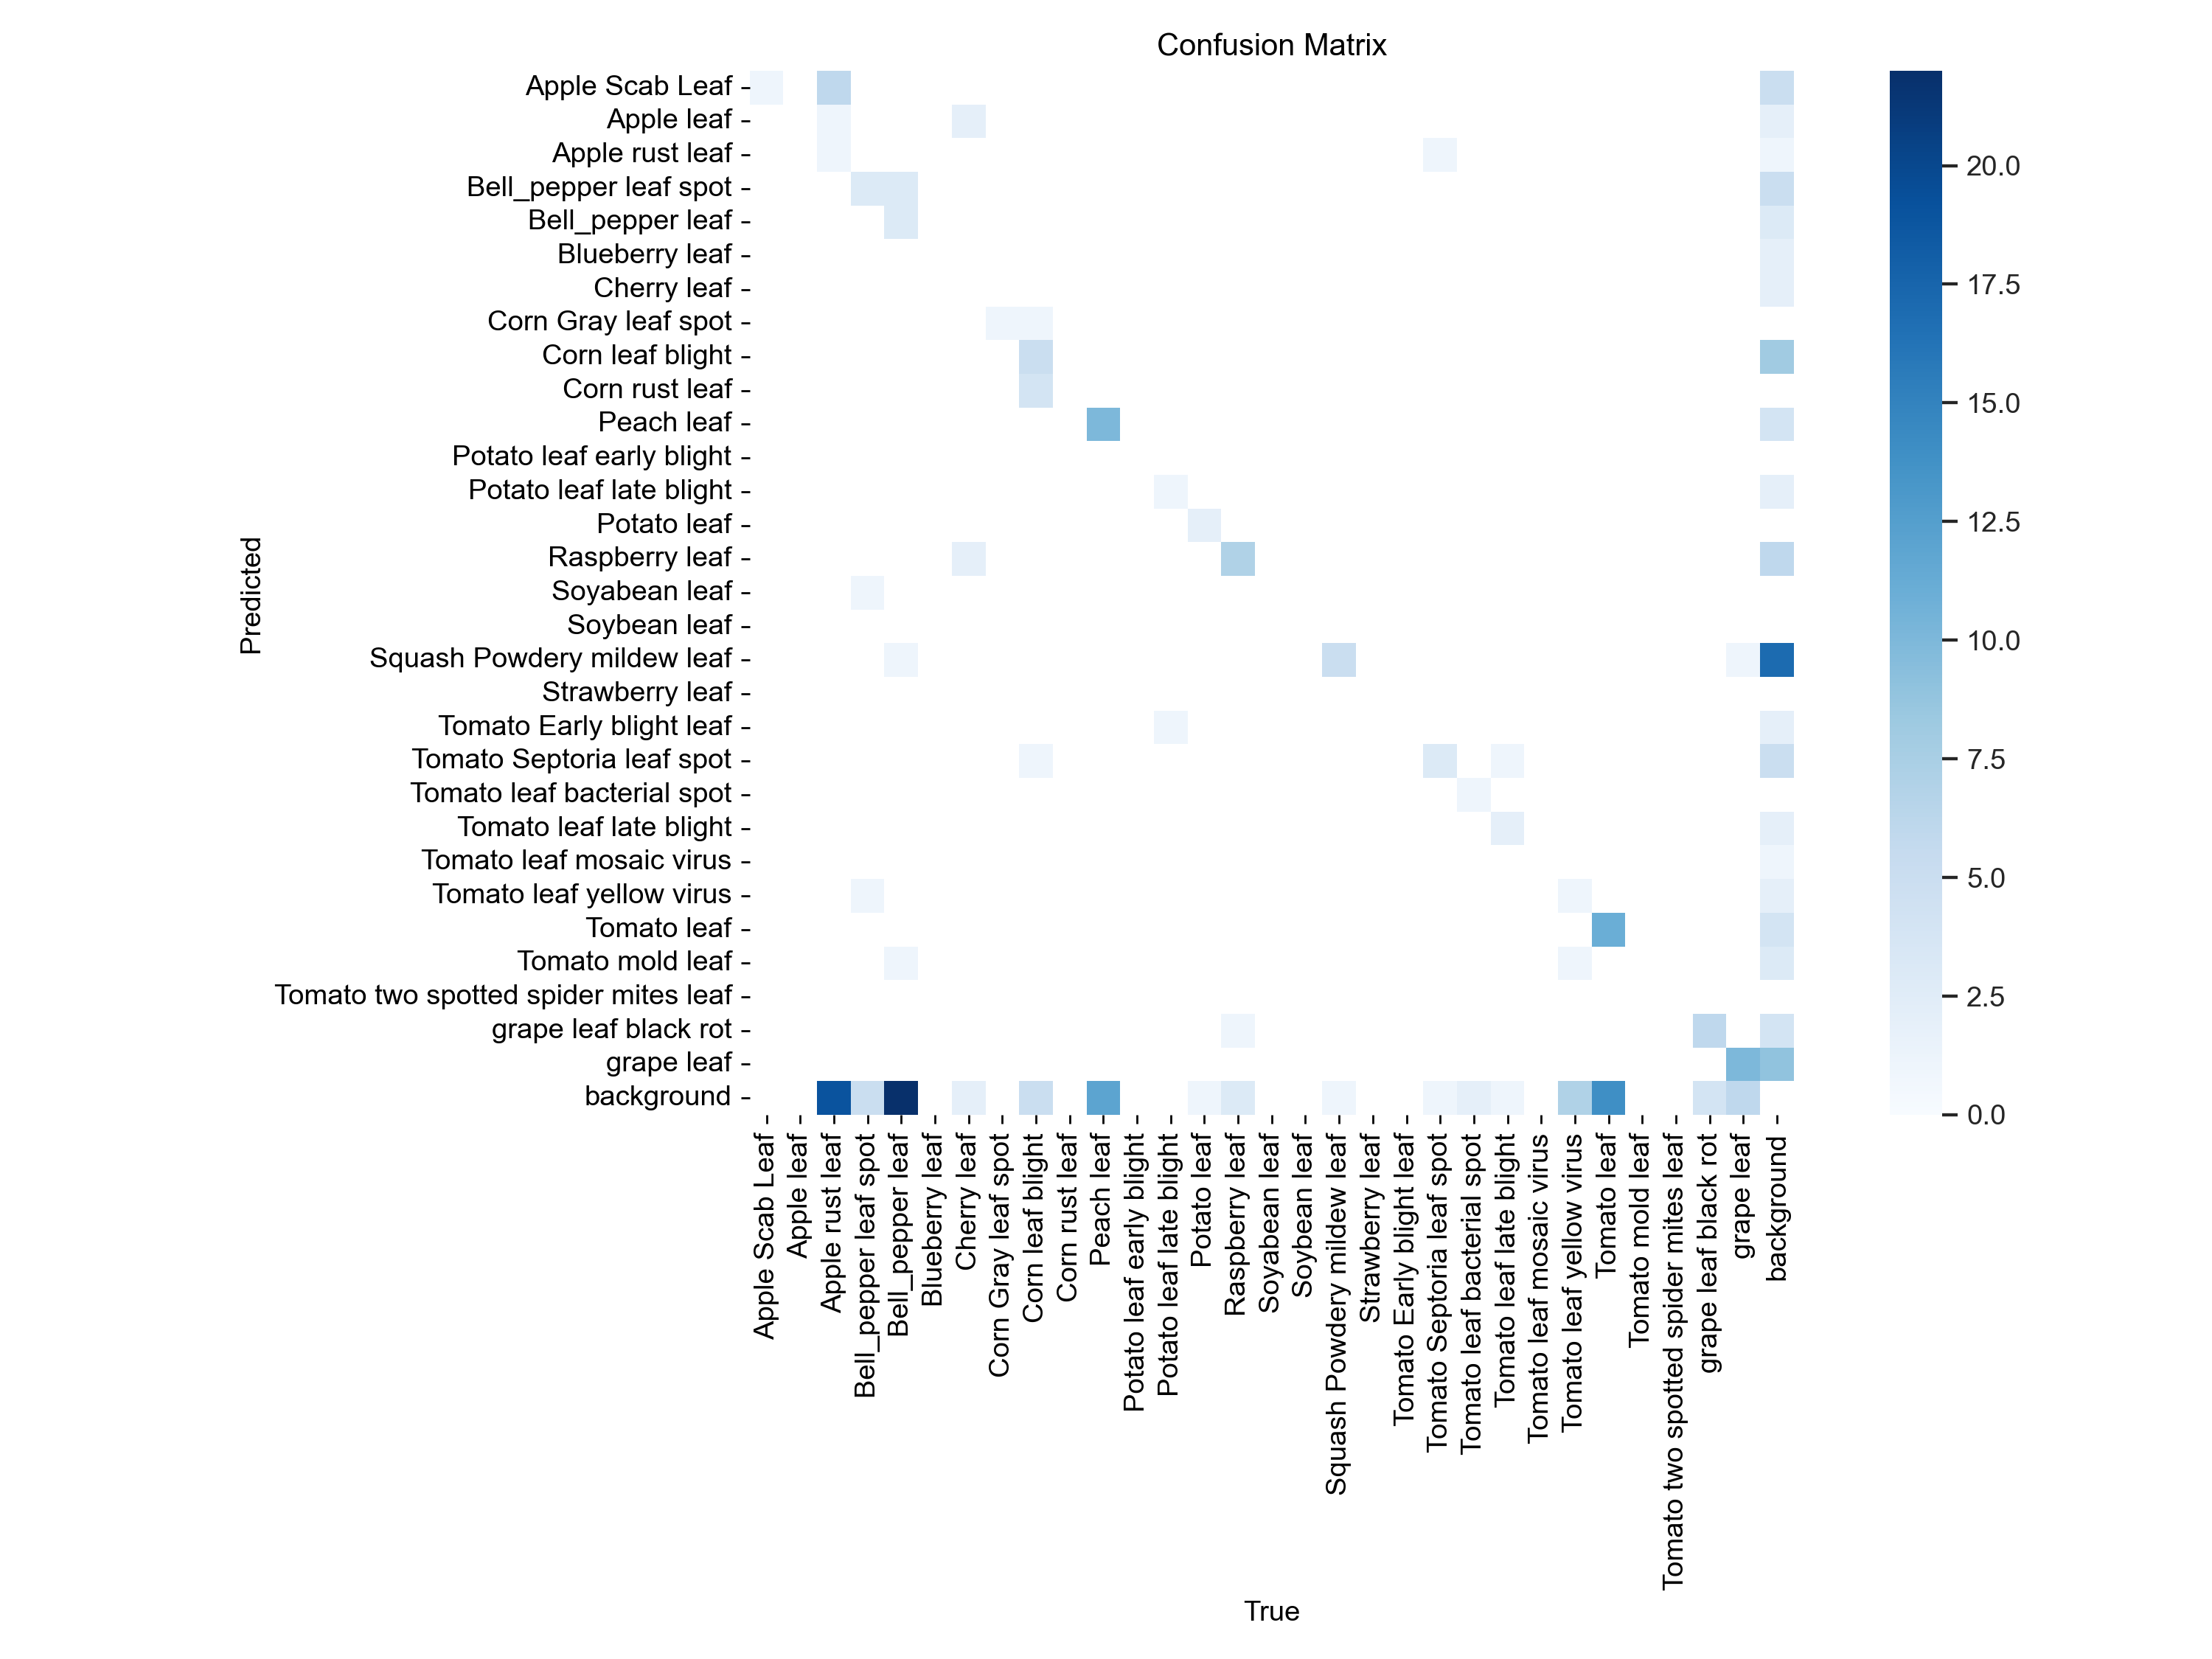 Confusion Matrix
Predicted
Apple Scab Leaf
Apple leaf
Apple rust leaf
Bell_pepper leaf spot
Bell_pepper leaf
Blueberry leaf
Cherry leaf
Corn Gray leaf spot
Corn leaf blight
Corn rust leaf
Peach leaf
Potato leaf early blight
Potato leaf late blight
Potato leaf
Raspberry leaf
Soyabean leaf
Soybean leaf
Squash Powdery mildew leaf
Strawberry leaf
Tomato Early blight leaf
Tomato Septoria leaf spot
Tomato leaf bacterial spot
Tomato leaf late blight
Tomato leaf mosaic virus
Tomato leaf yellow virus
Tomato leaf
Tomato mold leaf
Tomato two spotted spider mites leaf
grape leaf black rot
grape leaf
background
Apple Scab Leaf
Apple leaf
Apple rust leaf
Bell_pepper leaf spot
Bell_pepper leaf
Blueberry leaf
Cherry leaf
Corn Gray leaf spot
Corn leaf blight
Corn rust leaf
Peach leaf
Potato leaf early blight
Potato leaf late blight
Potato leaf
Raspberry leaf
Soyabean leaf
Soybean leaf
Squash Powdery mildew leaf
Strawberry leaf
Tomato Early blight leaf
Tomato Septoria leaf spot
Tomato leaf bacterial spot
Tomato leaf late blight
Tomato leaf mosaic virus
Tomato leaf yellow virus
Tomato leaf
Tomato mold leaf
Tomato two spotted spider mites leaf
grape leaf black rot
grape leaf
background
True
20.0
17.5
15.0
12.5
10.0
7.5
5.0
2.5
0.0